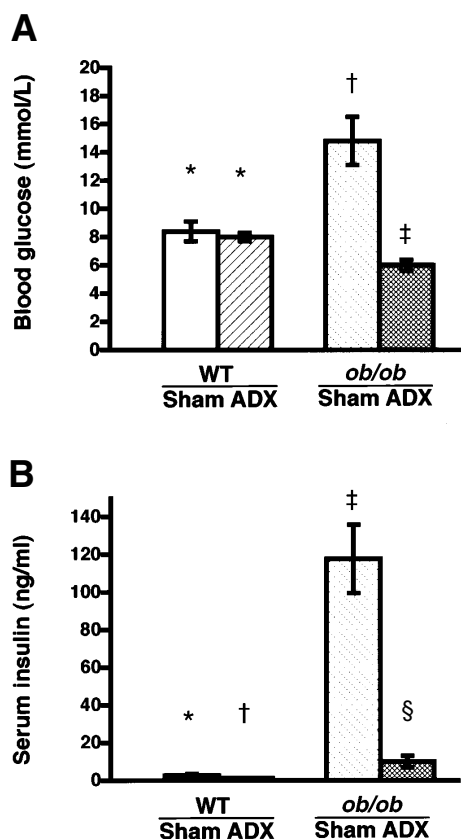 A
Blood glucose (mmol/L)
20
18
16
14
12
10
8
6
4
2
0
*
*
†
‡
WT
ob/ob
Sham ADX
Sham ADX
B
Serum insulin (ng/ml)
140
120
100
80
60
40
20
0
*
†
‡
§
WT
ob/ob
Sham ADX
Sham ADX